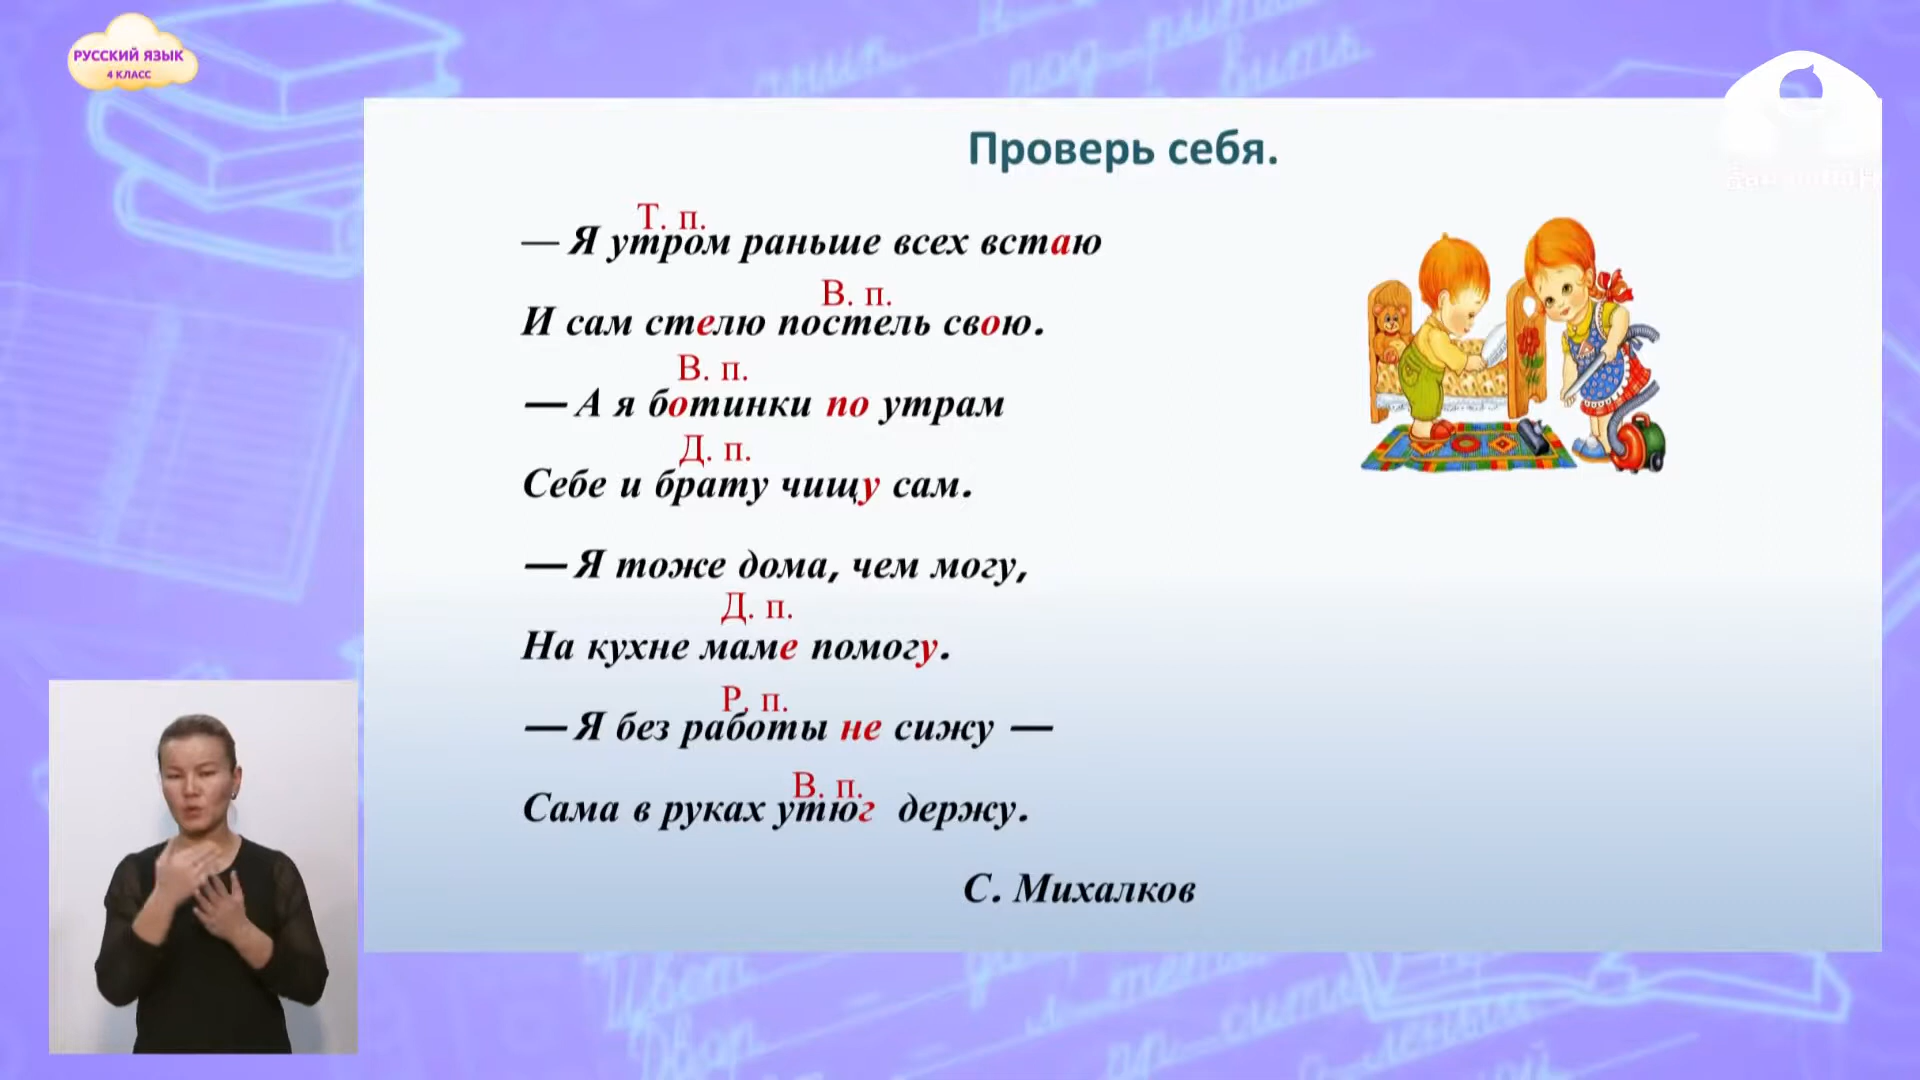 РУССКИЙ ЯЗЫК
4 КЛАСС
Проверь себя.
Т. п.
— Я утром раньше всех встаю
В. п.
И сам стелю постель свою.
В. п.
— А я ботинки по утрам
Д. п.
Себе и брату чищу сам.
— Я тоже дома, чем могу,
Д. п.
На кухне маме помогу.
Р. п.
— Я без работы не сижу —
В. п.
Сама в руках утюг держу.
С. Михалков